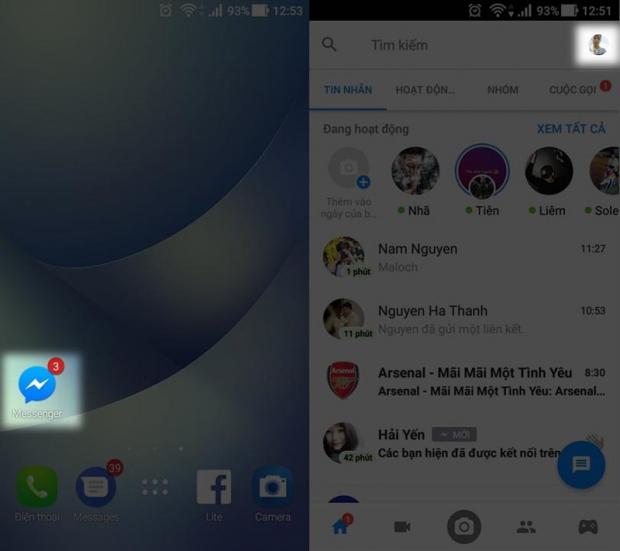 93% 12:53
3
Messenger
39
Điện thoại
Messages
Lite
Camera
93% 12:51
Tìm kiếm
TIN NHẮN
HOẠT ĐỘN...
NHÓM
CUỘC GỌI 1
Đang hoạt động
XEM TẤT CẢ
Thêm vào
ngày của b...
Nhã
Tiên
Liêm
Sole
Nam Nguyen 11:27
Maloch
1 phút
Nguyen Ha Thanh 10:53
Nguyen đã gửi một liên kết.
11 phút
Arsenal
Arsenal - Mãi Mãi Một Tình Yêu 8:30
Arsenal - Mãi Mãi Một Tình Yêu: Arsenal...
Hải Yến MỚI
Các bạn hiện đã được kết nối trên
42 phút
1